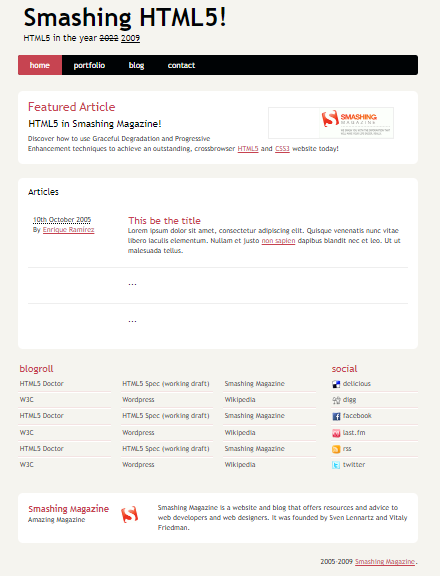 Smashing HTML5!
HTML5 in the year 2022 2009
home portfolio blog contact
Featured Article
HTML5 in Smashing Magazine!
Discover how to use Graceful Degradation and Progressive
Enhancement techniques to achieve an outstanding, crossbrowser HTML5 and CSS3 website today!
SMASHING
MAGAZINE
Articles
10th October 2005
By Enrique Ramírez
This be the title
Lorem ipsum dolor sit amet, consectetur adipiscing elit. Quisque venenatis nunc vitae
libero iaculis elementum. Nullam et justo non sapien dapibus blandit nec et leo. Ut ut
malesuada tellus.
...
...
blogroll
HTML5 Doctor HTML5 Spec (working draft) Smashing Magazine
W3C Wordpress Wikipedia
HTML5 Doctor HTML5 Spec (working draft) Smashing Magazine
W3C Wordpress Wikipedia
HTML5 Doctor HTML5 Spec (working draft) Smashing Magazine
W3C Wordpress Wikipedia
social
delicious
digg
facebook
last.fm
rss
twitter
Smashing Magazine
Amazing Magazine
Smashing Magazine is a website and blog that offers resources and advice to
web developers and web designers. It was founded by Sven Lennartz and Vitaly
Friedman.
2005-2009 Smashing Magazine.